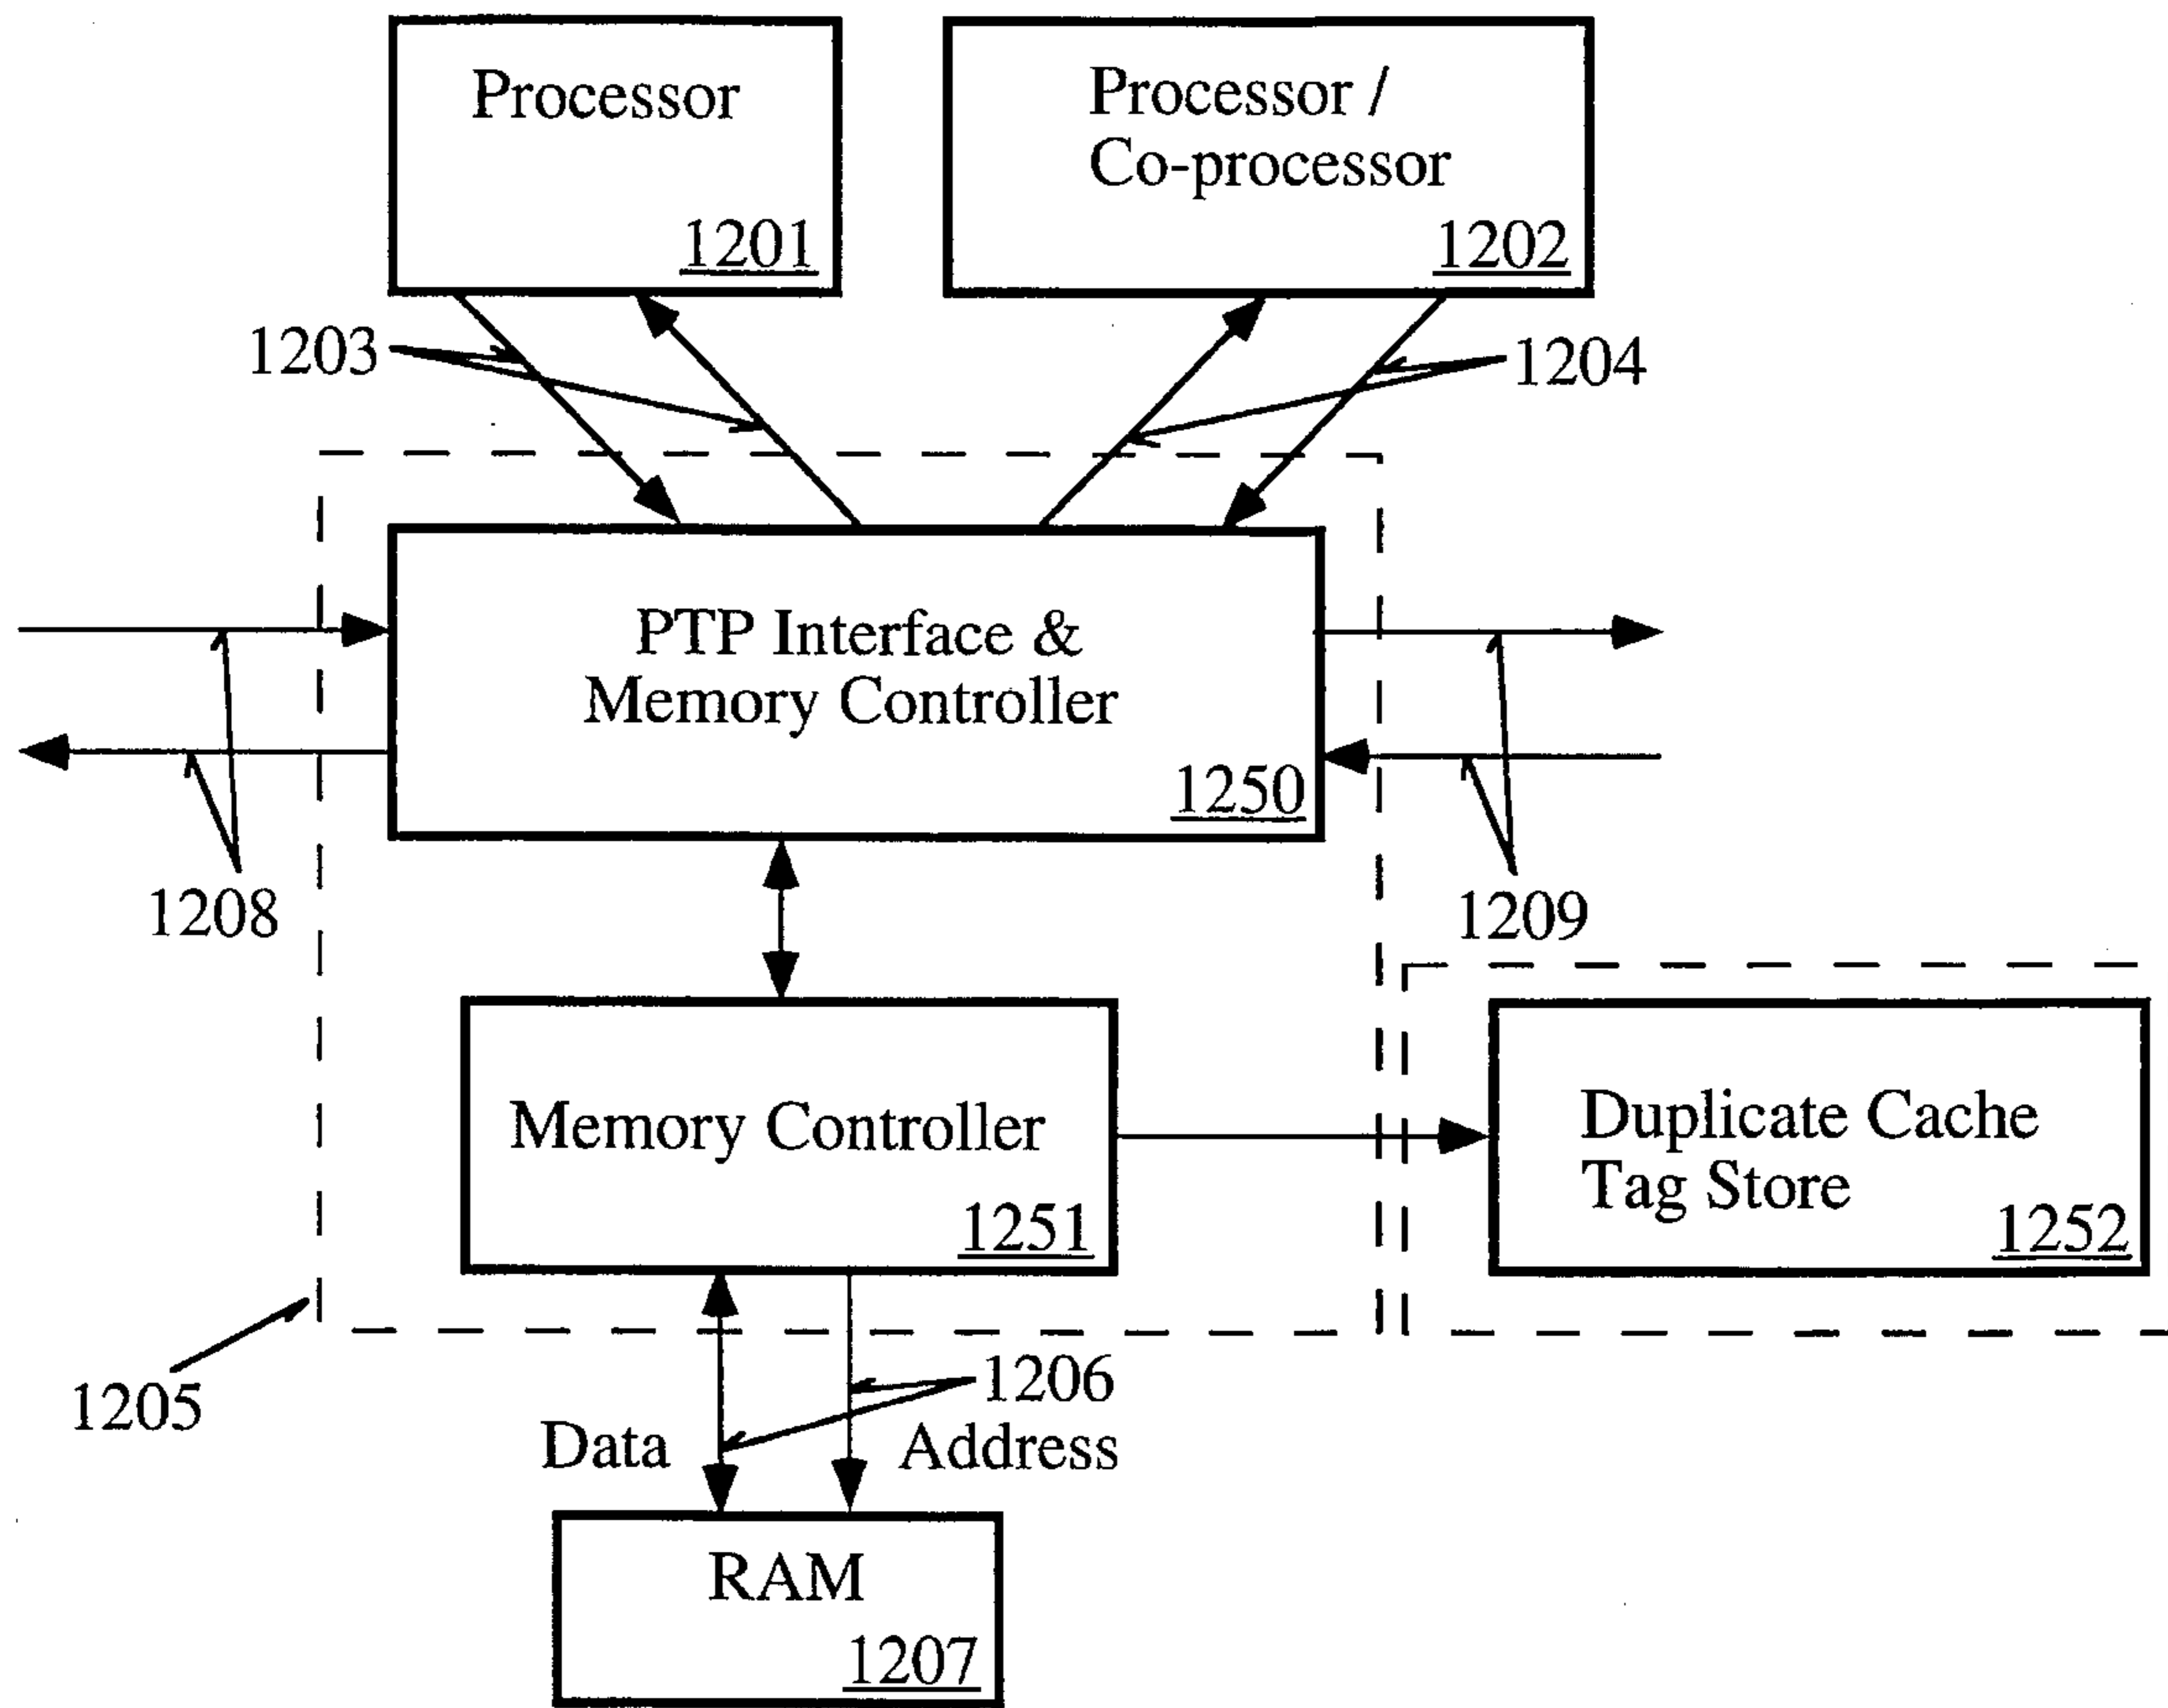 Processor
1201
Processor /
Co-processor
1202
1203
1204
PTP Interface &
Memory Controller
1250
1208
1209
Memory Controller
1251
Duplicate Cache
Tag Store
1252
1205
1206
Data
Address
RAM
1207